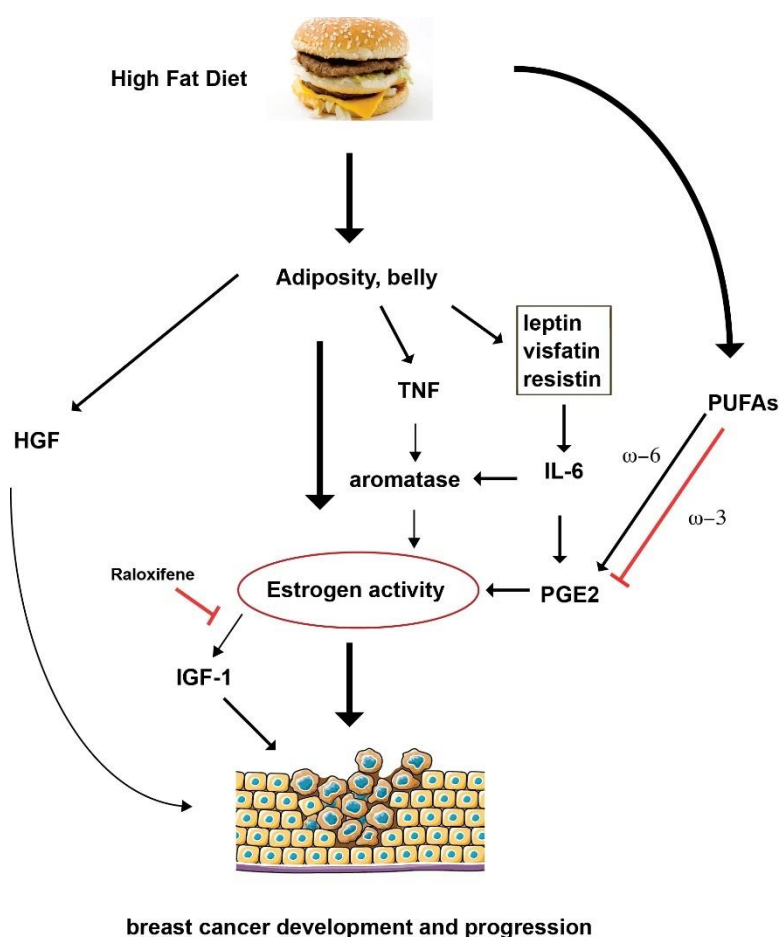 High Fat Diet
Adiposity, belly
leptin
visfatin
resistin
TNF
PUFAs
HGF
ω-6
IL-6
aromatase
ω-3
Raloxifene
Estrogen activity
PGE2
IGF-1
breast cancer development and progression